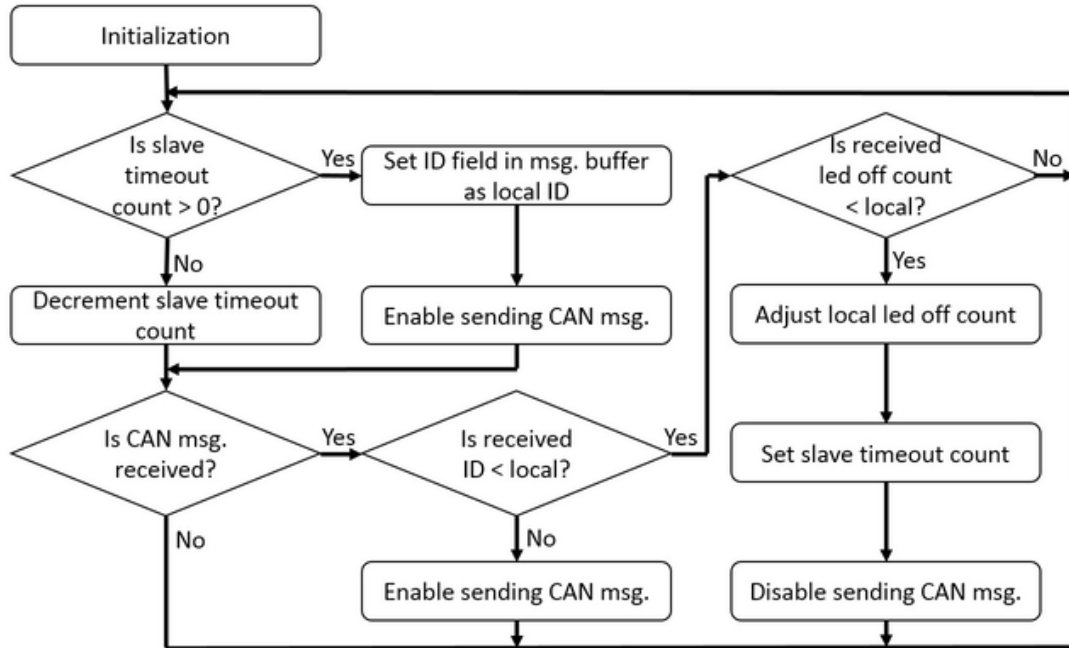 Initialization
Is slave
timeout
count > 0?
Yes
Set ID field in msg. buffer
as local ID
Is received
led off count
< local?
No
No
Yes
Decrement slave timeout
count
Enable sending CAN msg.
Adjust local led off count
Is CAN msg.
received?
Yes
Is received
ID < local?
Yes
Set slave timeout count
No
No
Enable sending CAN msg.
Disable sending CAN msg.